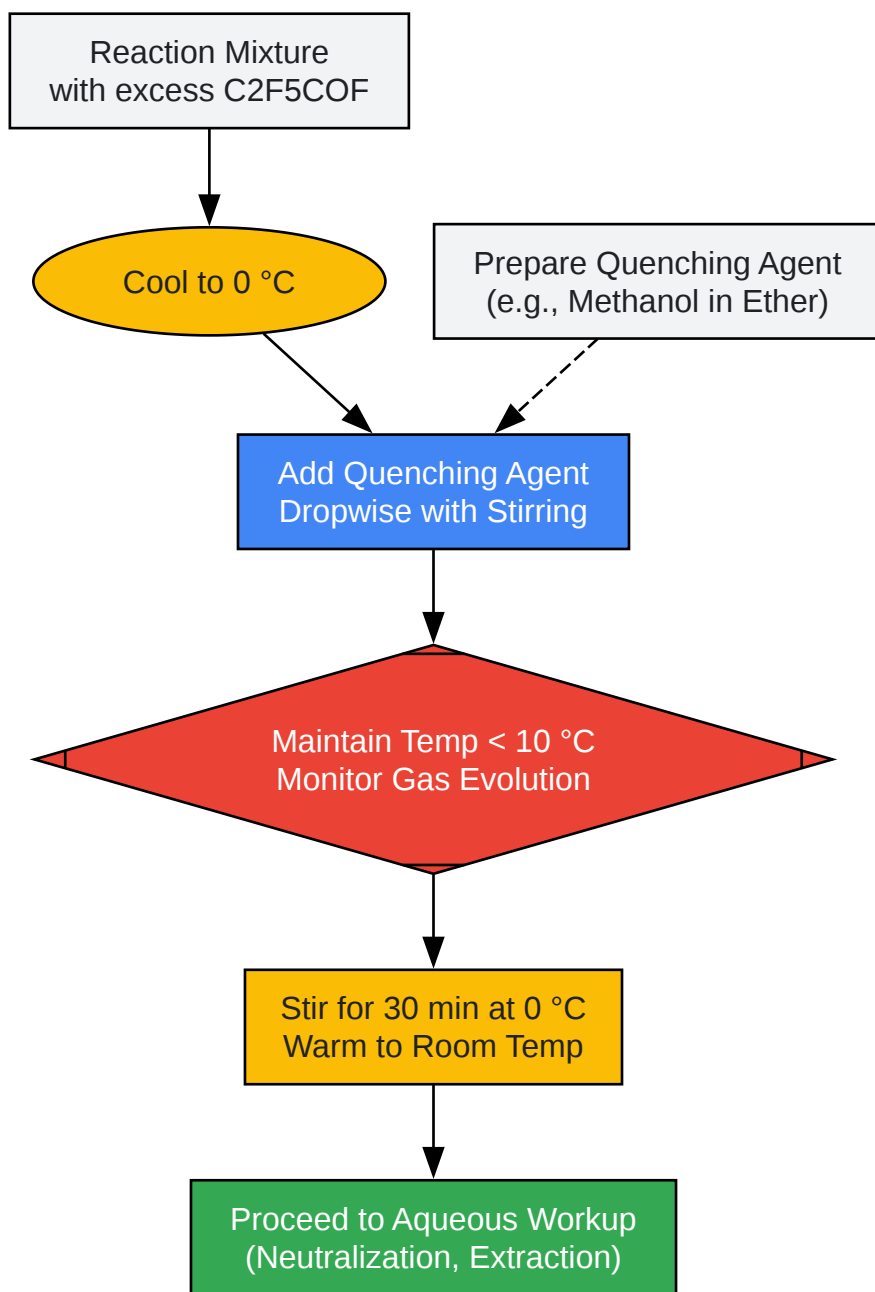 Reaction Mixture
with excess C2F5COF
Cool to 0 °C
Prepare Quenching Agent
(e.g., Methanol in Ether)
Add Quenching Agent
Dropwise with Stirring
Maintain Temp < 10 °C
Monitor Gas Evolution
Stir for 30 min at 0 °C
Warm to Room Temp
Proceed to Aqueous Workup
(Neutralization, Extraction)